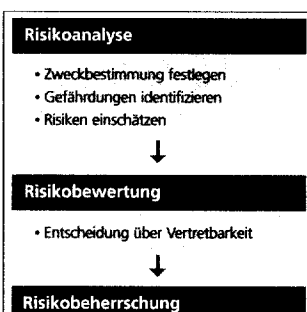 Risikoanalyse
• Zweckbestimmung festlegen
• Gefährdungen identifizieren
• Risiken einschätzen
Risikobewertung
• Entscheidung über Vertretbarkeit
Risikobeherrschung